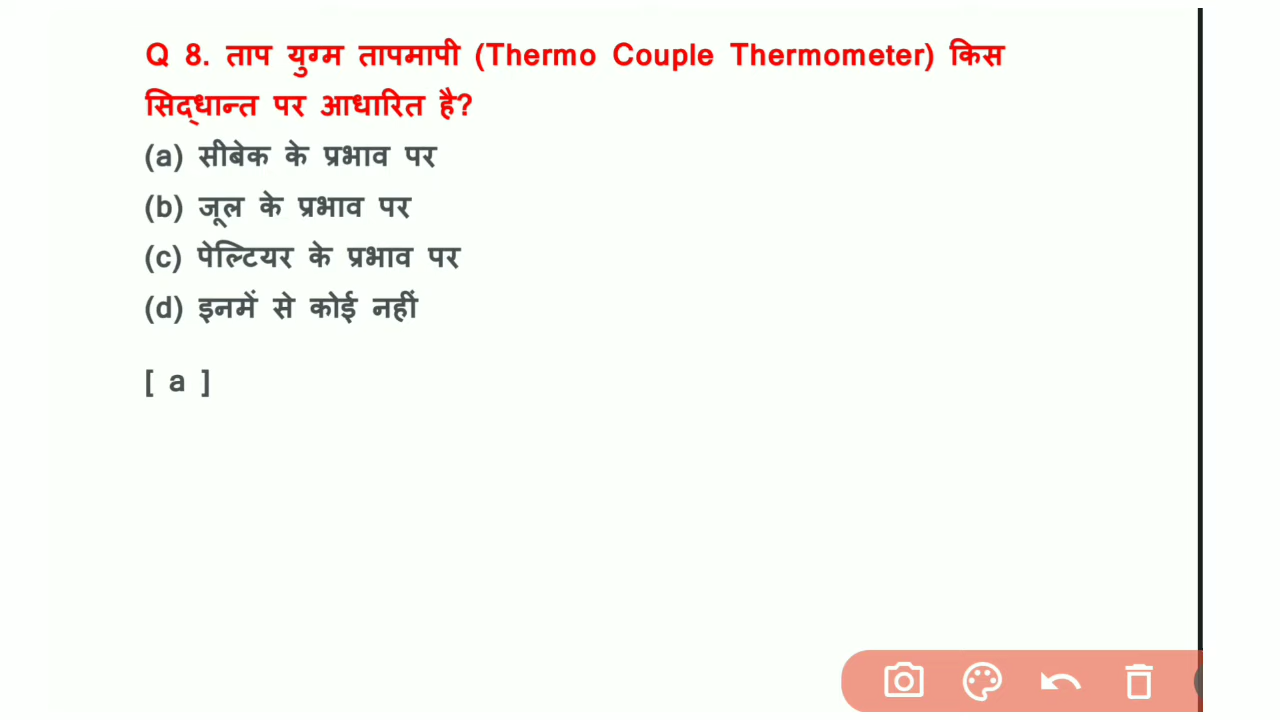 Q 8. ताप युग्म तापमापी (Thermo Couple Thermometer) किस
सिद्धान्त पर आधारित है?
(a) सीबेक के प्रभाव पर
(b) जूल के प्रभाव पर
(c) पेल्टियर के प्रभाव पर
(d) इनमें से कोई नहीं
[ a ]